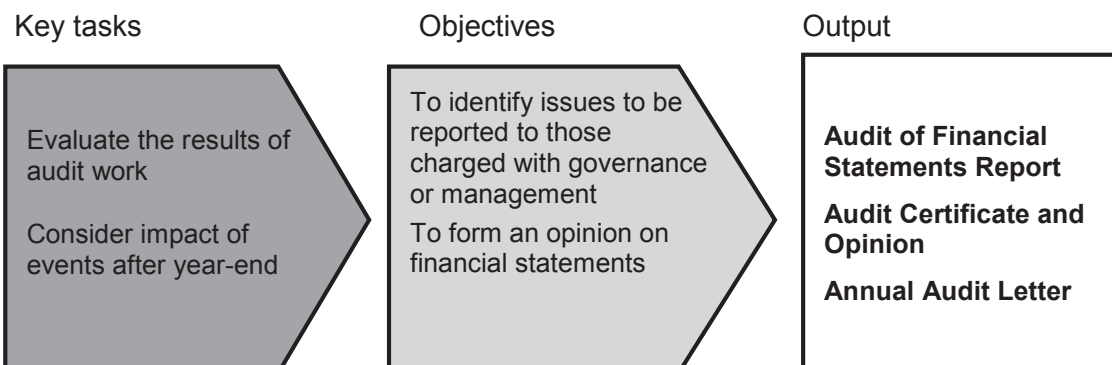 Key tasks
Objectives
Output
Evaluate the results of
audit work
Consider impact of
events after year-end
To identify issues to be
reported to those
charged with governance
or management
To form an opinion on
financial statements
Audit of Financial
Statements Report
Audit Certificate and
Opinion
Annual Audit Letter